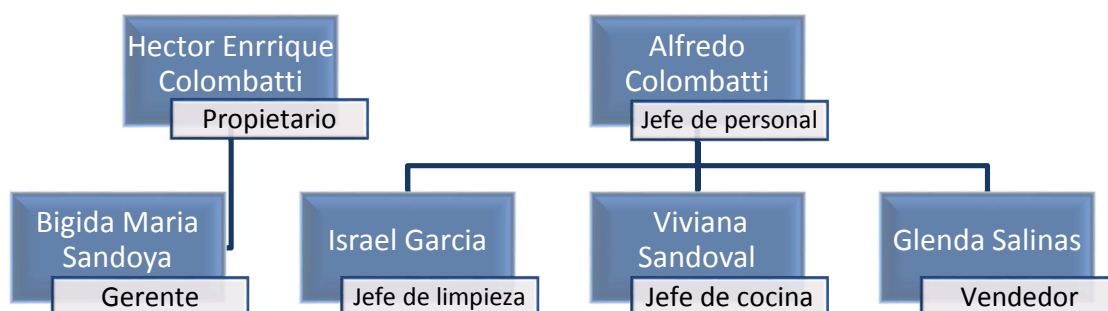 Hector Enrrique
Colombatti
Propietario
Alfredo
Colombatti
Jefe de personal
Bigida Maria
Sandoya
Gerente
Israel Garcia
Jefe de limpieza
Viviana
Sandoval
Jefe de cocina
Glenda Salinas
Vendedor